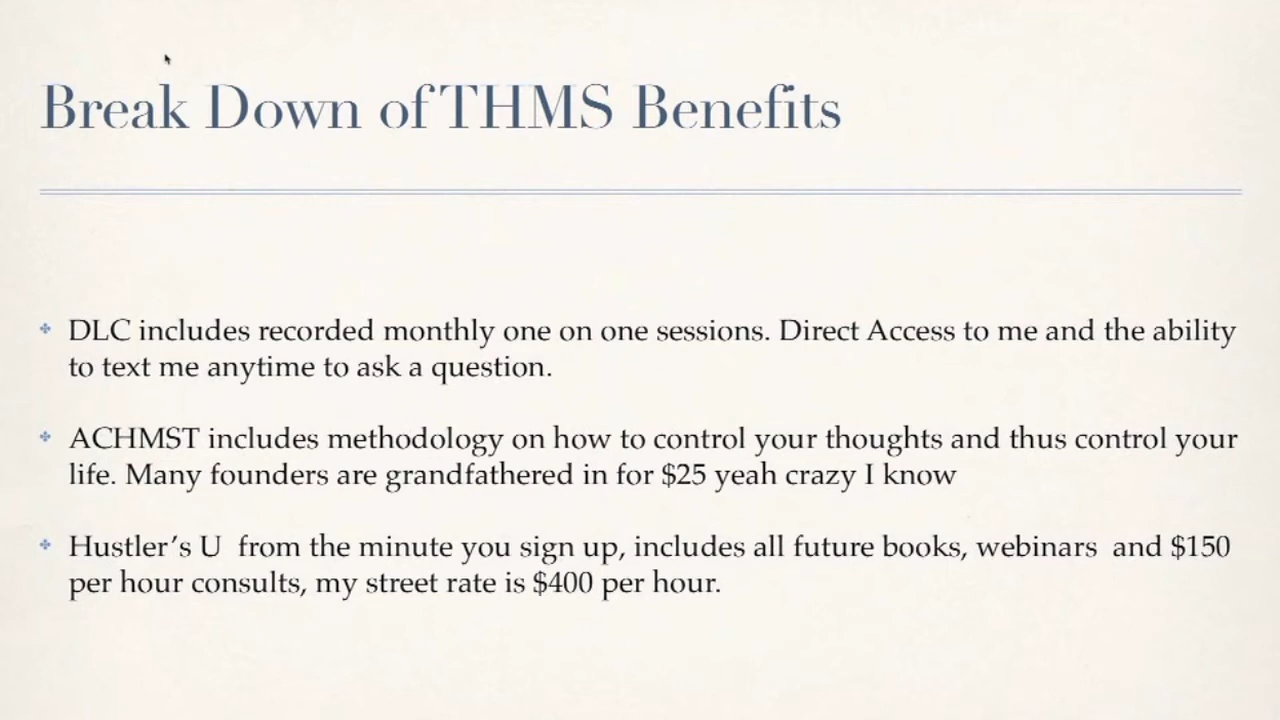 Break Down of THMS Benefits
DLC includes recorded monthly one on one sessions. Direct Access to me and the ability
to text me anytime to ask a question.
ACHMST includes methodology on how to control your thoughts and thus control your
life. Many founders are grandfathered in for $25 yeah crazy I know
Hustler’s U  from the minute you sign up, includes all future books, webinars  and $150
per hour consults, my street rate is $400 per hour.